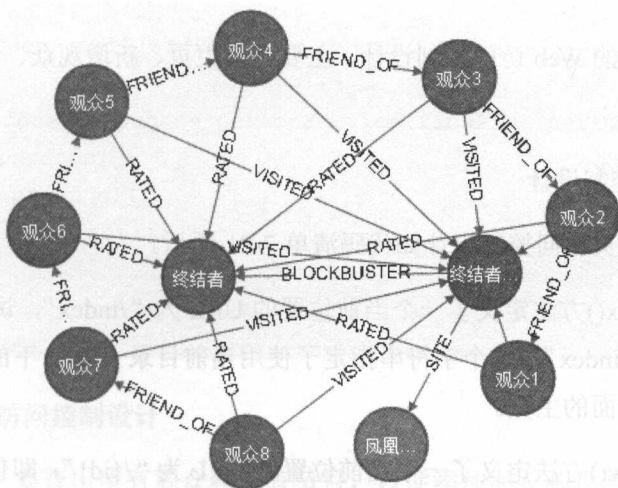 观众4
FRIEND_OF
观众3
FRIEND...
观众5
FRIEND_OF
RATED
RATED
VISITED
VISITED
RATED
VISITED
FRI...
观众2
观众6
RATED
VISITED
RATED
终结者
BLOCKBUSTER
终结者...
FRIEND_OF
FRI...
RATED
VISITED
RATED
观众7
RATED
VISITED
SITE
观众1
FRIEND_OF
观众8
凤凰...